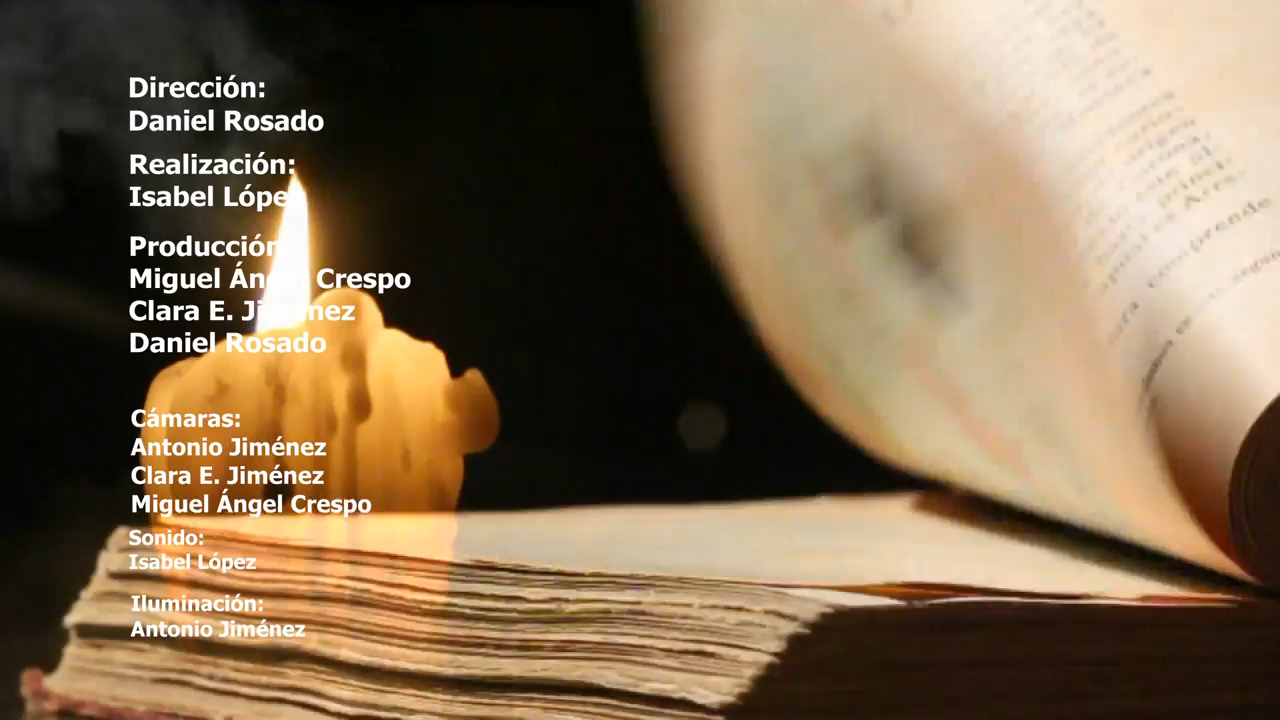 Dirección:
Daniel Rosado
Realización:
Isabel López
Producción:
Miguel Ángel Crespo
Clara E. Jiménez
Daniel Rosado
Cámaras:
Antonio Jiménez
Clara E. Jiménez
Miguel Ángel Crespo
Sonido:
Isabel López
Iluminación:
Antonio Jiménez
comprende